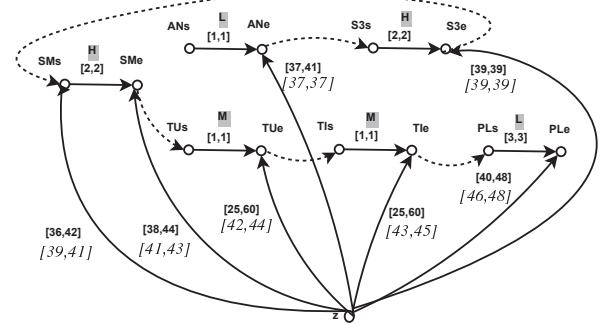 L
ANs [1,1] ANe
H
S3s [2,2] S3e
H
SMs [2,2] SMe
[37,41]
[37,37]
[39,39]
[39,39]
M
TUs [1,1] TUe
M
TIs [1,1] TIe
L
PLs [3,3] PLe
[36,42]
[39,41]
[38,44]
[41,43]
[25,60]
[42,44]
[25,60]
[43,45]
[40,48]
[46,48]
z